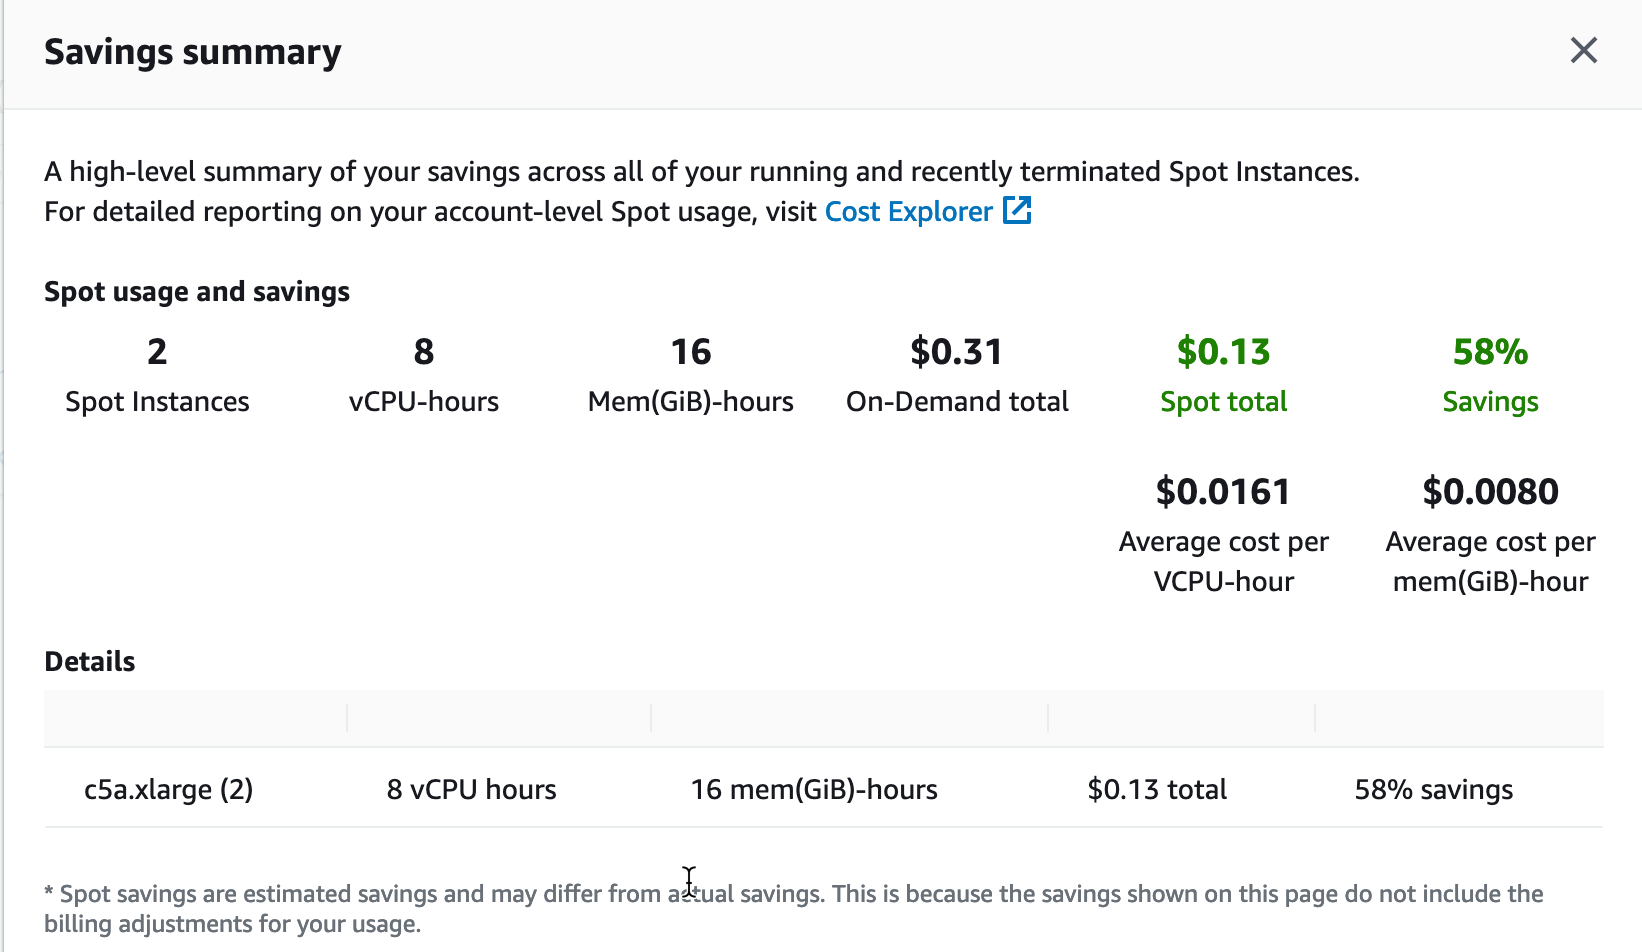 Savings summary
A high-level summary of your savings across all of your running and recently terminated Spot Instances.
For detailed reporting on your account-level Spot usage, visit Cost Explorer
Spot usage and savings
2 8 16 $0.31 $0.13 58%
Spot Instances vCPU-hours Mem(GiB)-hours On-Demand total Spot total Savings
$0.0161 $0.0080
Average cost per Average cost per
VCPU-hour mem(GiB)-hour
Details
c5a.xlarge (2) 8 vCPU hours 16 mem(GiB)-hours $0.13 total 58% savings
* Spot savings are estimated savings and may differ from actual savings. This is because the savings shown on this page do not include the
billing adjustments for your usage.